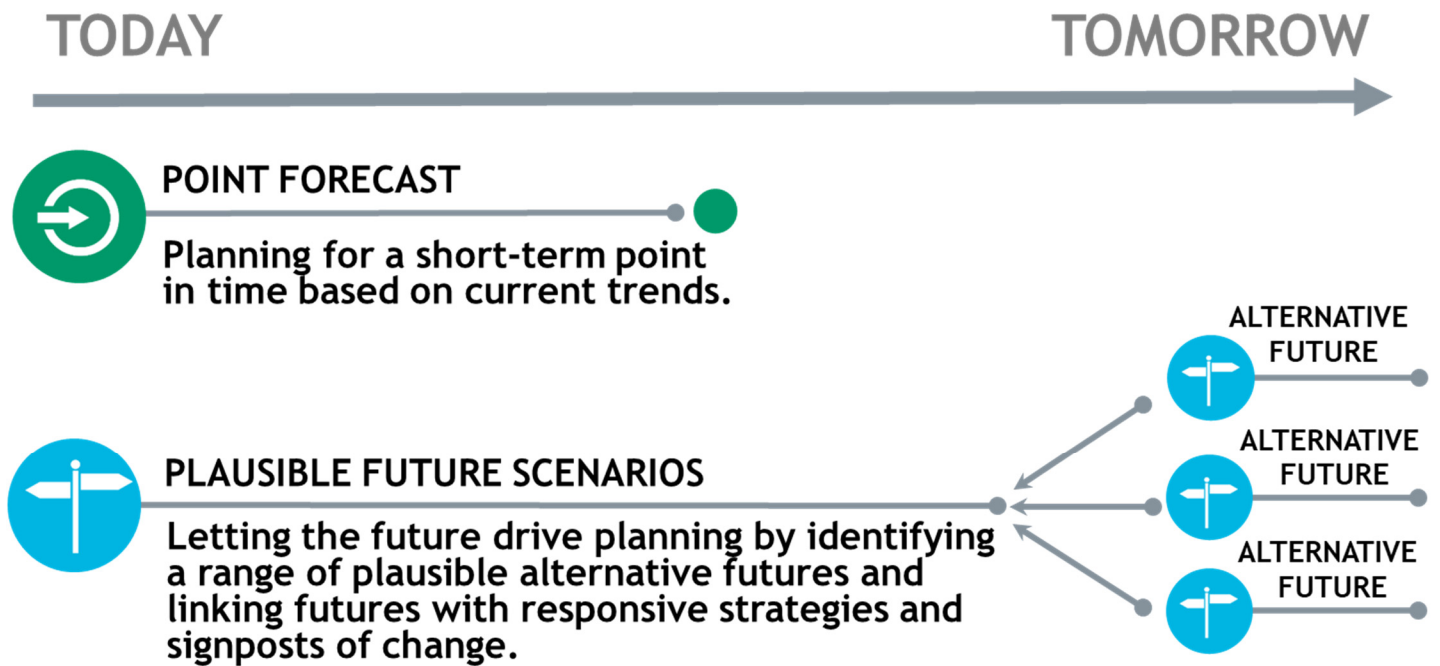 TODAY
TOMORROW
POINT FORECAST
Planning for a short-term point
in time based on current trends.
ALTERNATIVE
FUTURE
ALTERNATIVE
FUTURE
ALTERNATIVE
FUTURE
PLAUSIBLE FUTURE SCENARIOS
Letting the future drive planning by identifying
a range of plausible alternative futures and
linking futures with responsive strategies and
signposts of change.